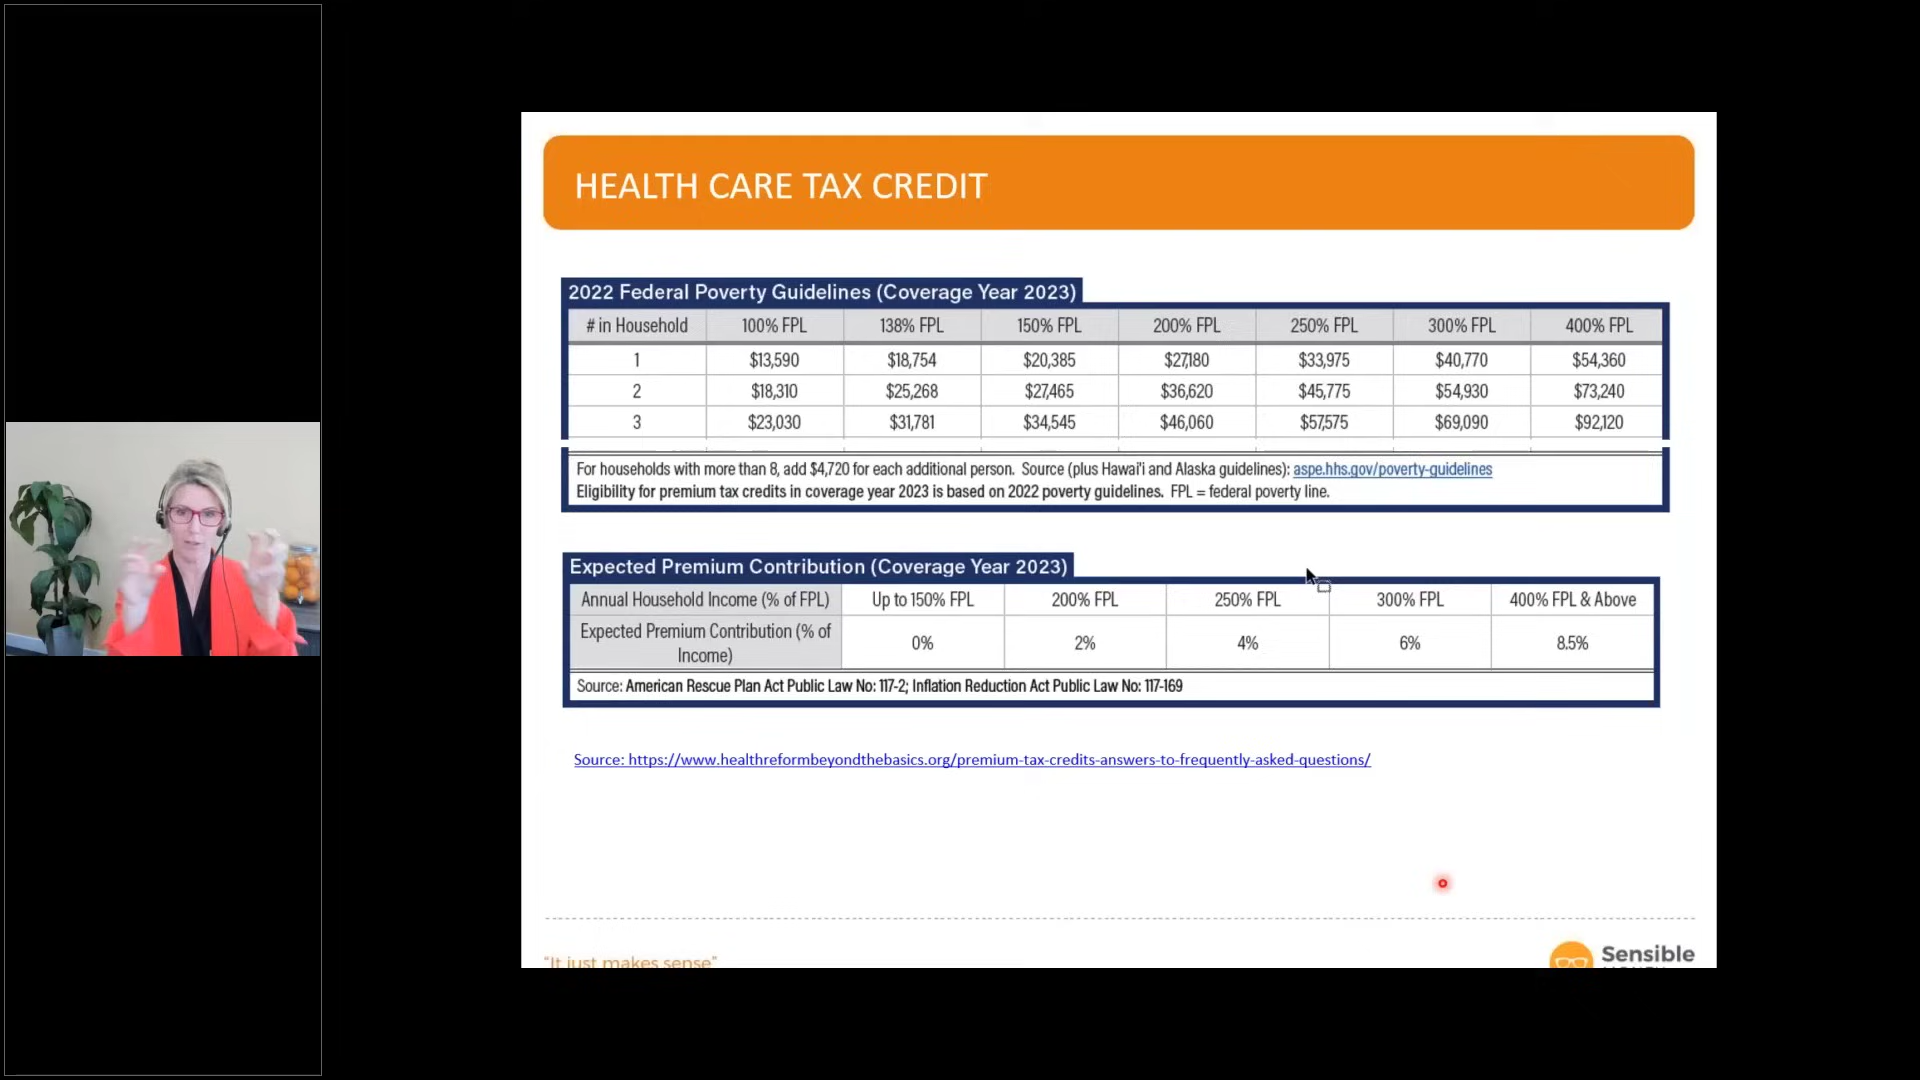 HEALTH CARE TAX CREDIT
2022 Federal Poverty Guidelines (Coverage Year 2023)
# in Household 100% FPL 138% FPL 150% FPL 200% FPL 250% FPL 300% FPL 400% FPL
1 $13,590 $18,754 $20,385 $27,180 $33,975 $40,770 $54,360
2 $18,310 $25,268 $27,465 $36,620 $45,775 $54,930 $73,240
3 $23,030 $31,781 $34,545 $46,060 $57,575 $69,090 $92,120
For households with more than 8, add $4,720 for each additional person. Source (plus Hawai'i and Alaska guidelines): aspe.hhs.gov/poverty-guidelines
Eligibility for premium tax credits in coverage year 2023 is based on 2022 poverty guidelines. FPL = federal poverty line.
Expected Premium Contribution (Coverage Year 2023)
Annual Household Income (% of FPL) Up to 150% FPL 200% FPL 250% FPL 300% FPL 400% FPL & Above
Expected Premium Contribution (% of
Income) 0% 2% 4% 6% 8.5%
Source: American Rescue Plan Act Public Law No: 117-2; Inflation Reduction Act Public Law No: 117-169
Source: https://www.healthreformbeyondthebasics.org/premium-tax-credits-answers-to-frequently-asked-questions/
"It just makes sense"
Sensible